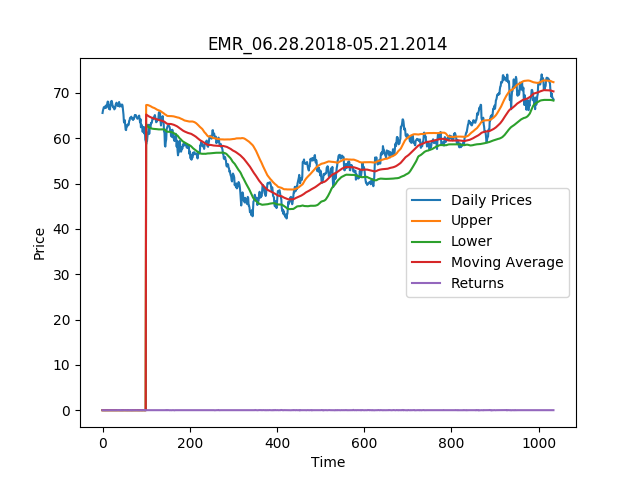 EMR_06.28.2018-05.21.2014
Price
70
60
50
40
30
20
10
0
Daily Prices
Upper
Lower
Moving Average
Returns
0 200 400 600 800 1000
Time